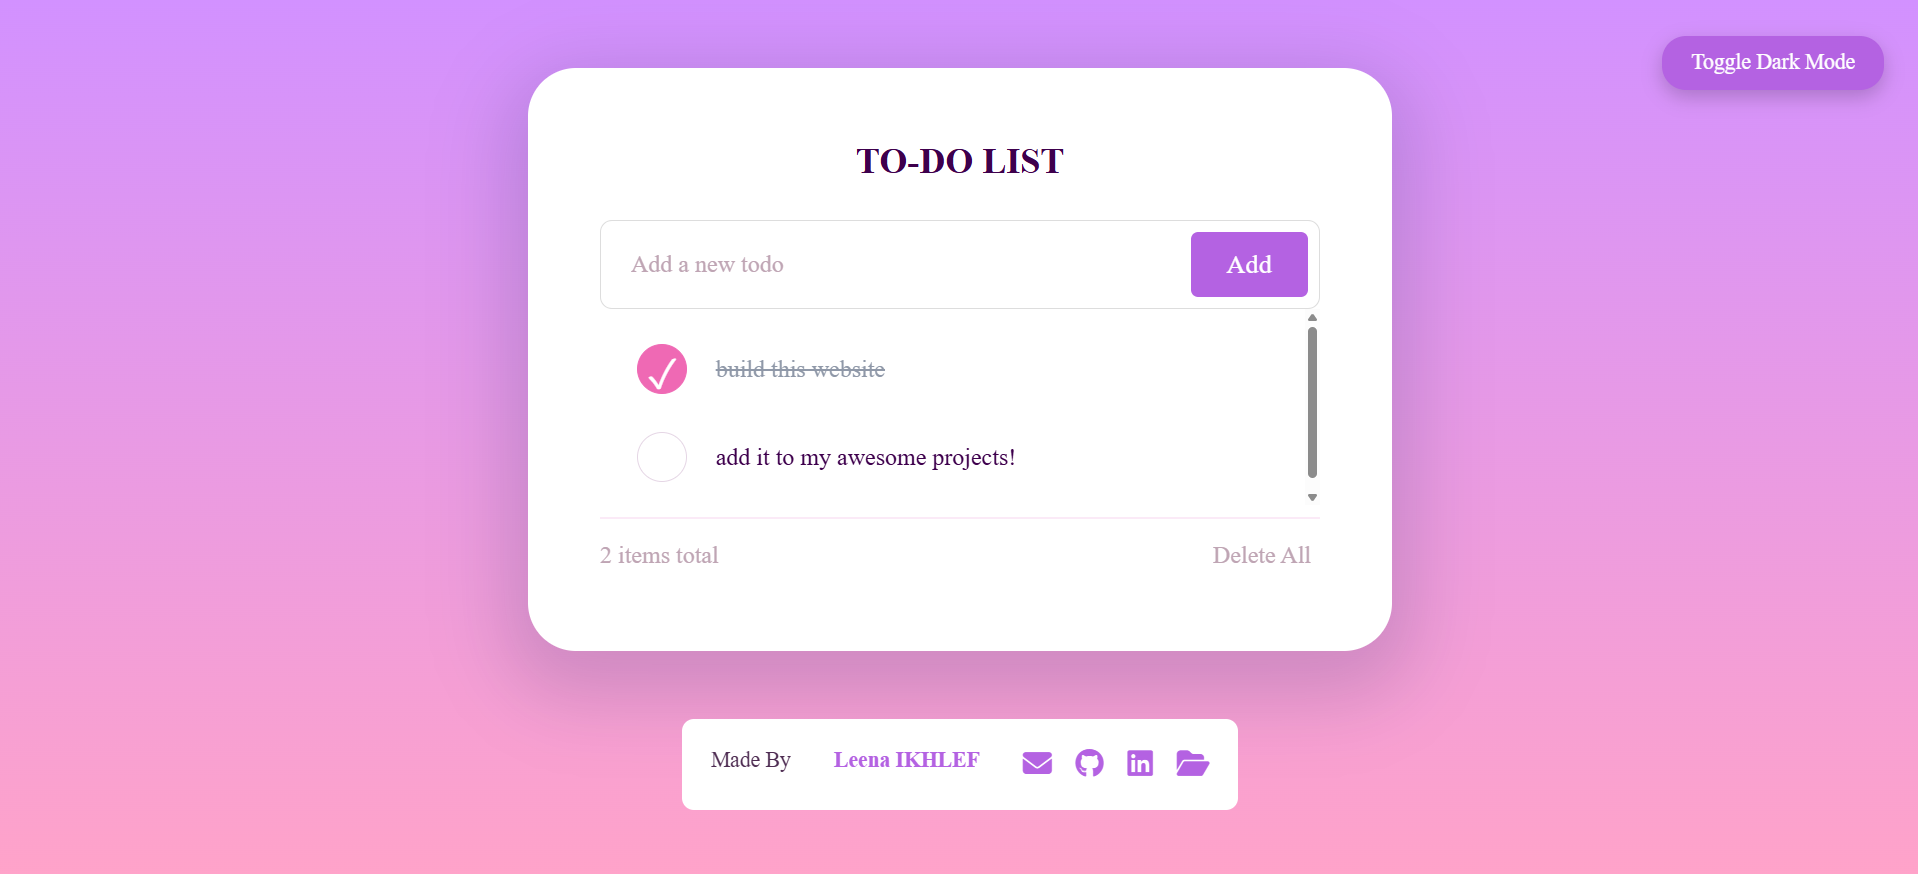 Toggle Dark Mode
TO-DO LIST
Add a new todo
Add
build this website
add it to my awesome projects!
2 items total
Delete All
Made By
Leena IKHLEF
in